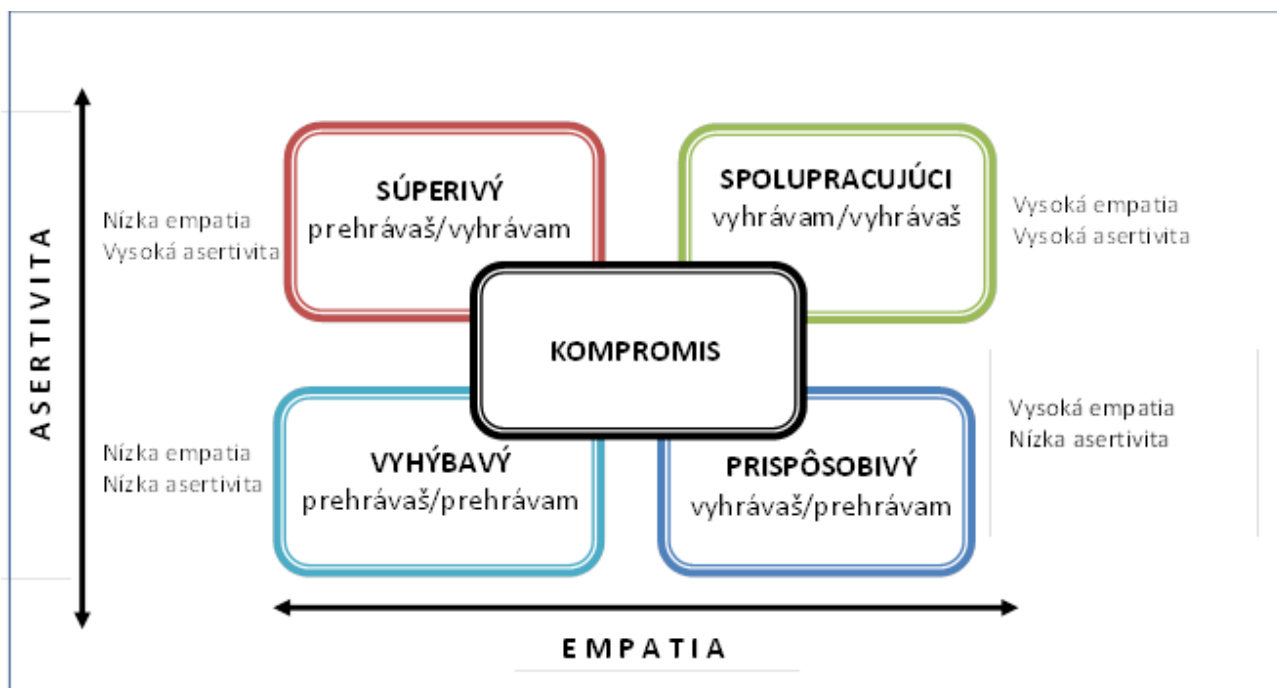 SÚPERIVÝ
prehrávaš/vyhrávam
SPOLUPRACUJÚCI
vyhrávam/vyhrávaš
Nízka empatia
Vysoká asertivita
Vysoká empatia
Vysoká asertivita
ASERTIVITA
KOMPROMIS
Nízka empatia
Nízka asertivita
VYHÝBAVÝ
prehrávaš/prehrávam
PRISPÔSOBIVÝ
vyhrávaš/prehrávam
Vysoká empatia
Nízka asertivita
EMPATIA